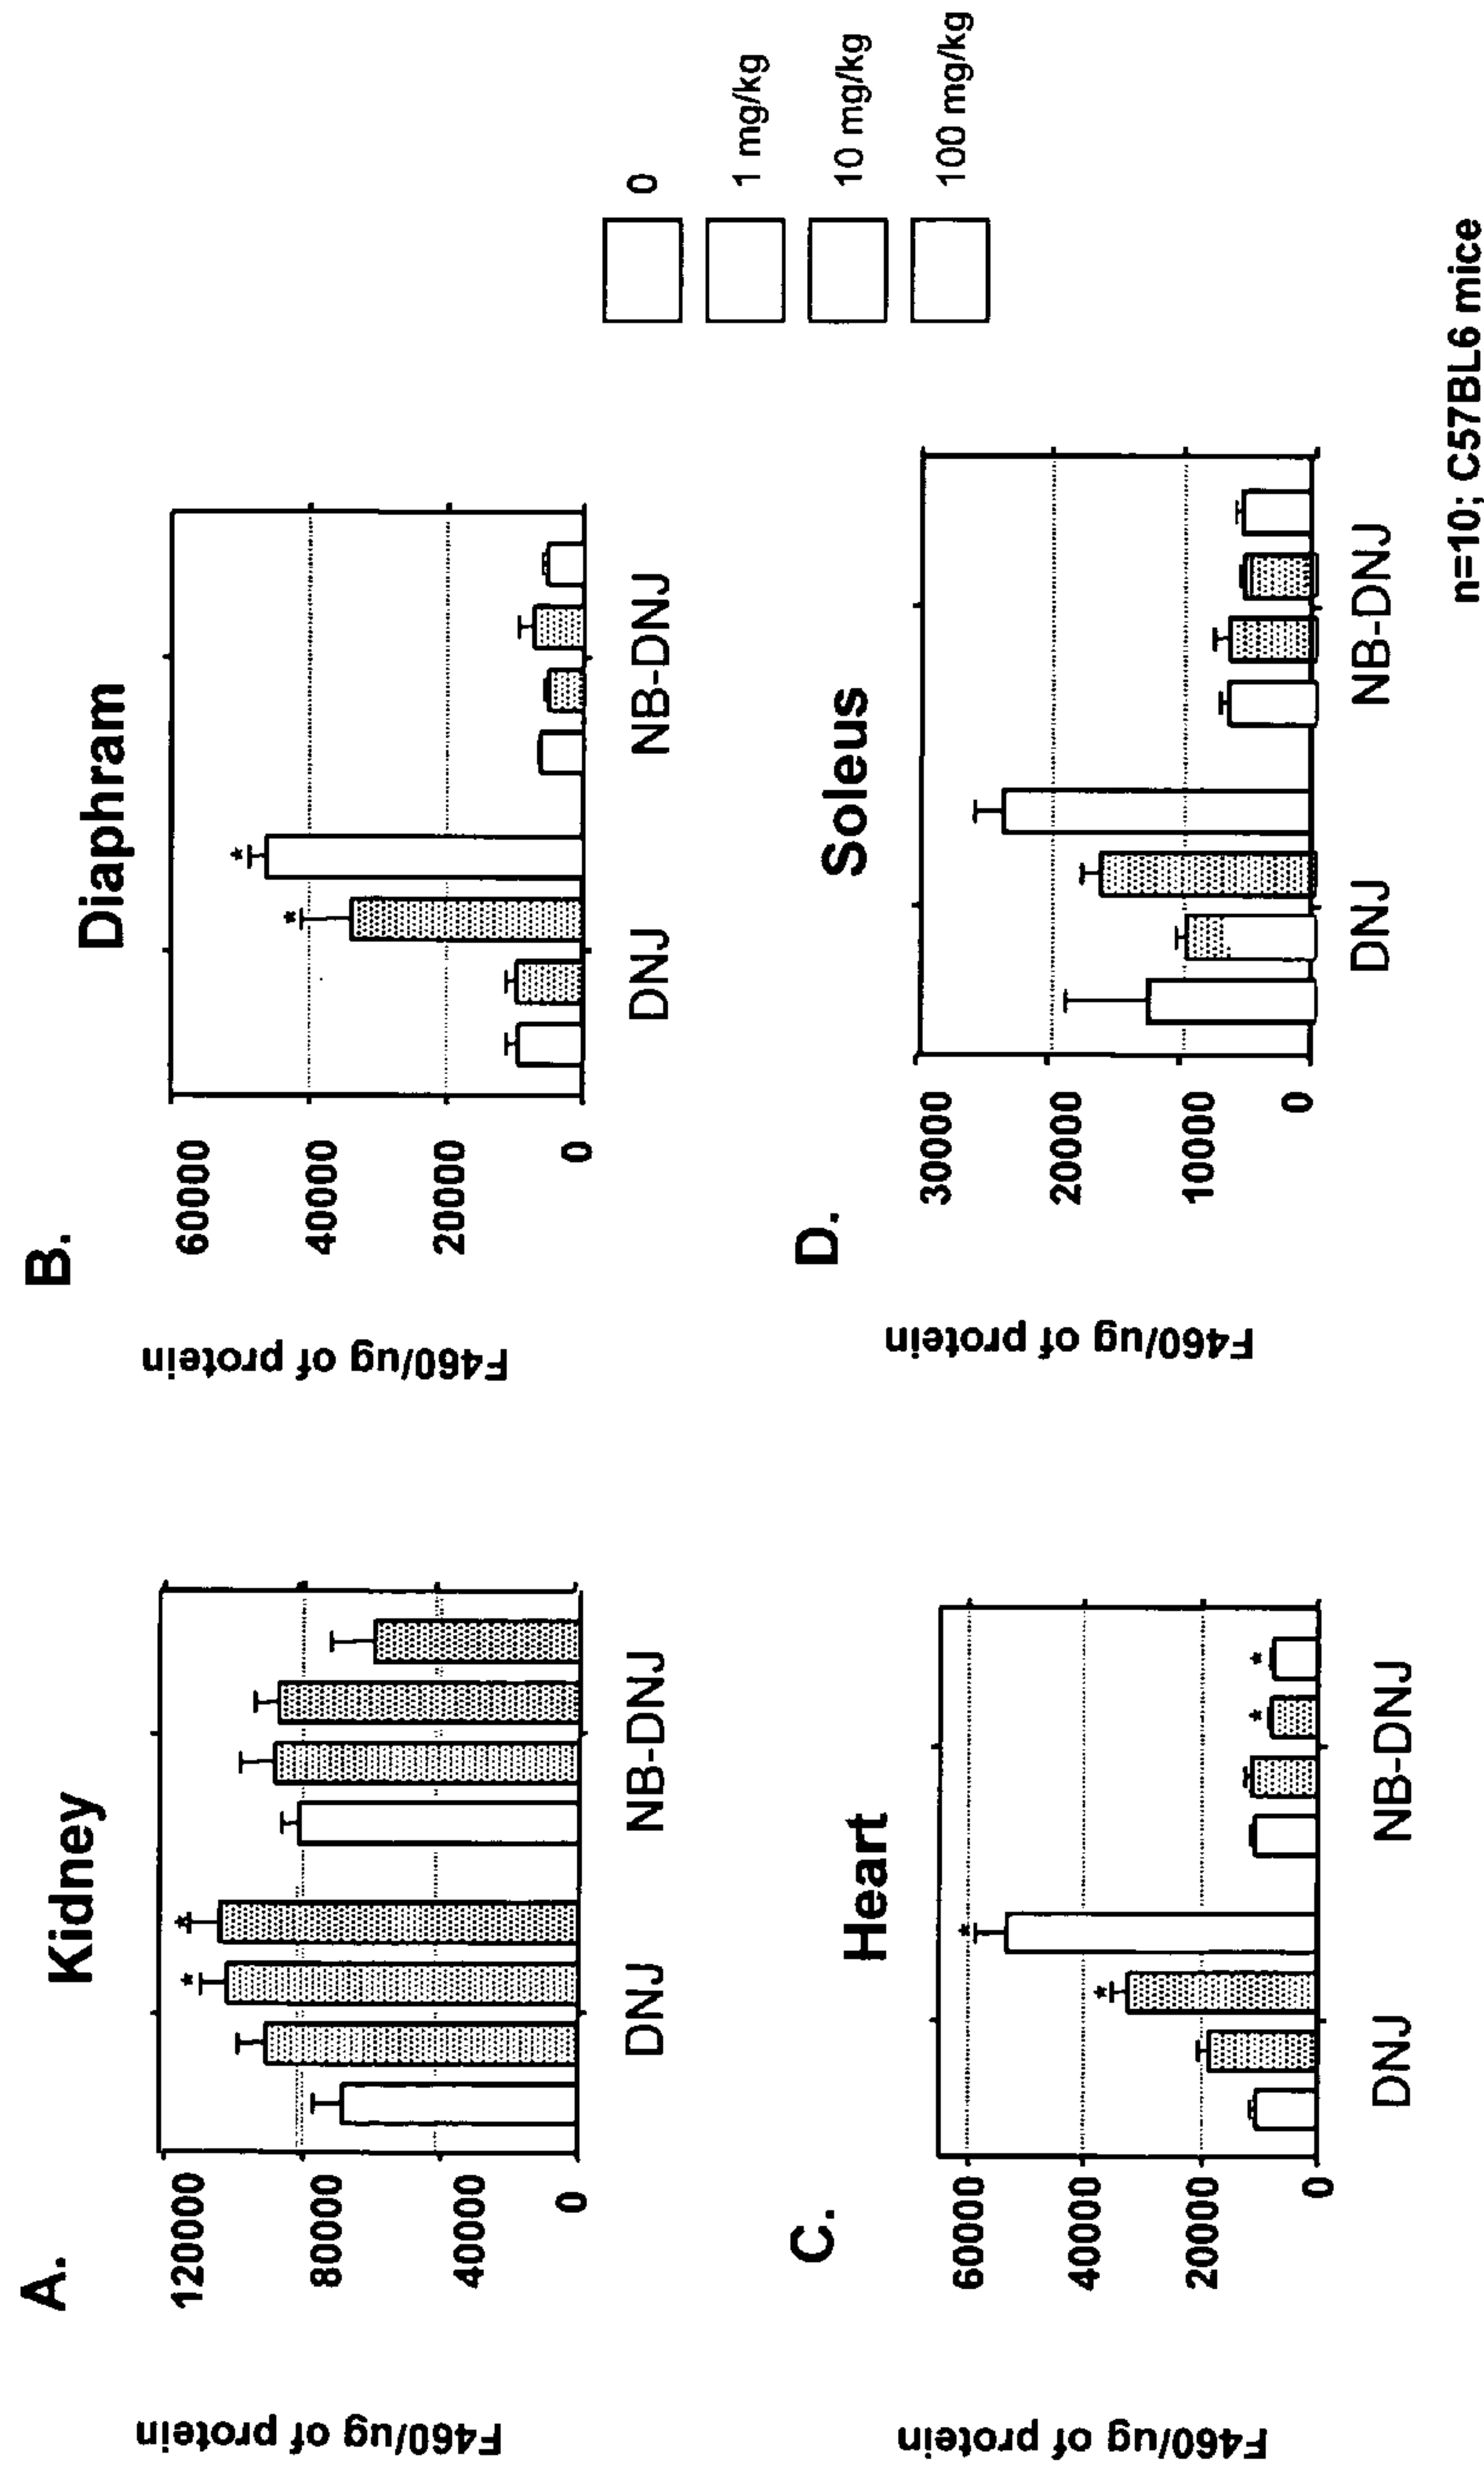 A.
Kidney
F460/ug of protein
120000
80000
40000
0
*
*
DNJ
NB-DNJ
B.
Diaphram
F460/ug of protein
60000
40000
20000
0
*
*
DNJ
NB-DNJ
C.
Heart
F460/ug of protein
60000
40000
20000
0
*
*
*
*
DNJ
NB-DNJ
D.
Soleus
F460/ug of protein
30000
20000
10000
0
DNJ
NB-DNJ
0
1 mg/kg
10 mg/kg
100 mg/kg
n=10; C57BL6 mice